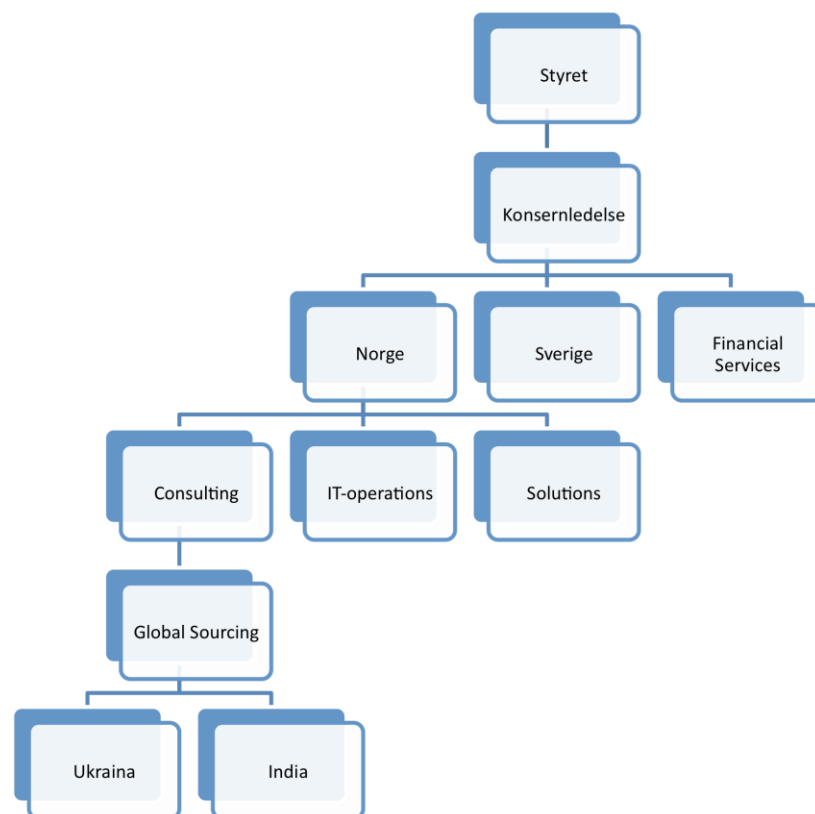 Styret
Konsernledelse
Norge
Sverige
Financial
Services
Consulting
IT-operations
Solutions
Global Sourcing
Ukraina
India